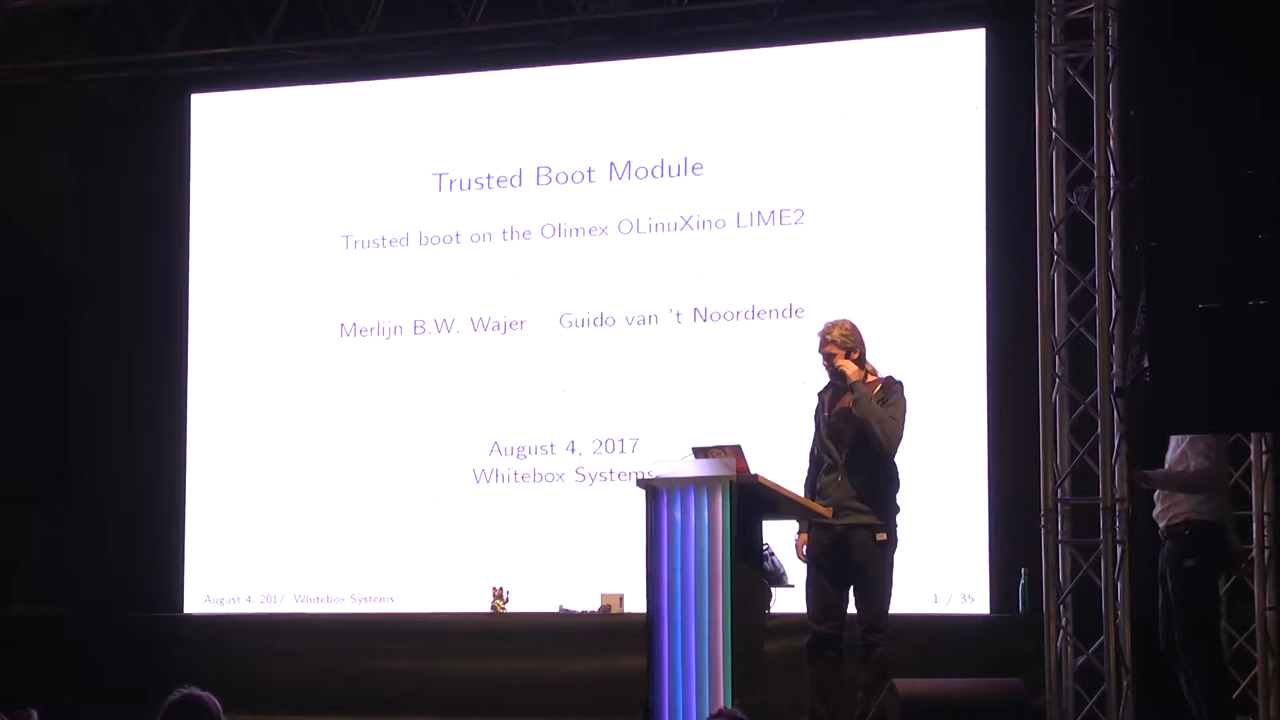 Trusted Boot Module
Trusted boot on the Olimex OLinuXino LIME2
Merlijn B.W. Wajer Guido van 't Noordende
August 4, 2017
Whitebox Systems
August 4, 2017 Whitebox Systems
1 / 35